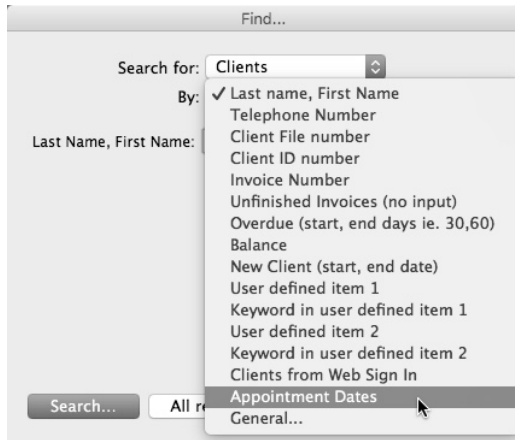 Find...
Search for: Clients
By: ✓ Last name, First Name
Telephone Number
Last Name, First Name:
Client File number
Client ID number
Invoice Number
Unfinished Invoices (no input)
Overdue (start, end days ie. 30,60)
Balance
New Client (start, end date)
User defined item 1
Keyword in user defined item 1
User defined item 2
Keyword in user defined item 2
Clients from Web Sign In
Appointment Dates
Search... All
General...